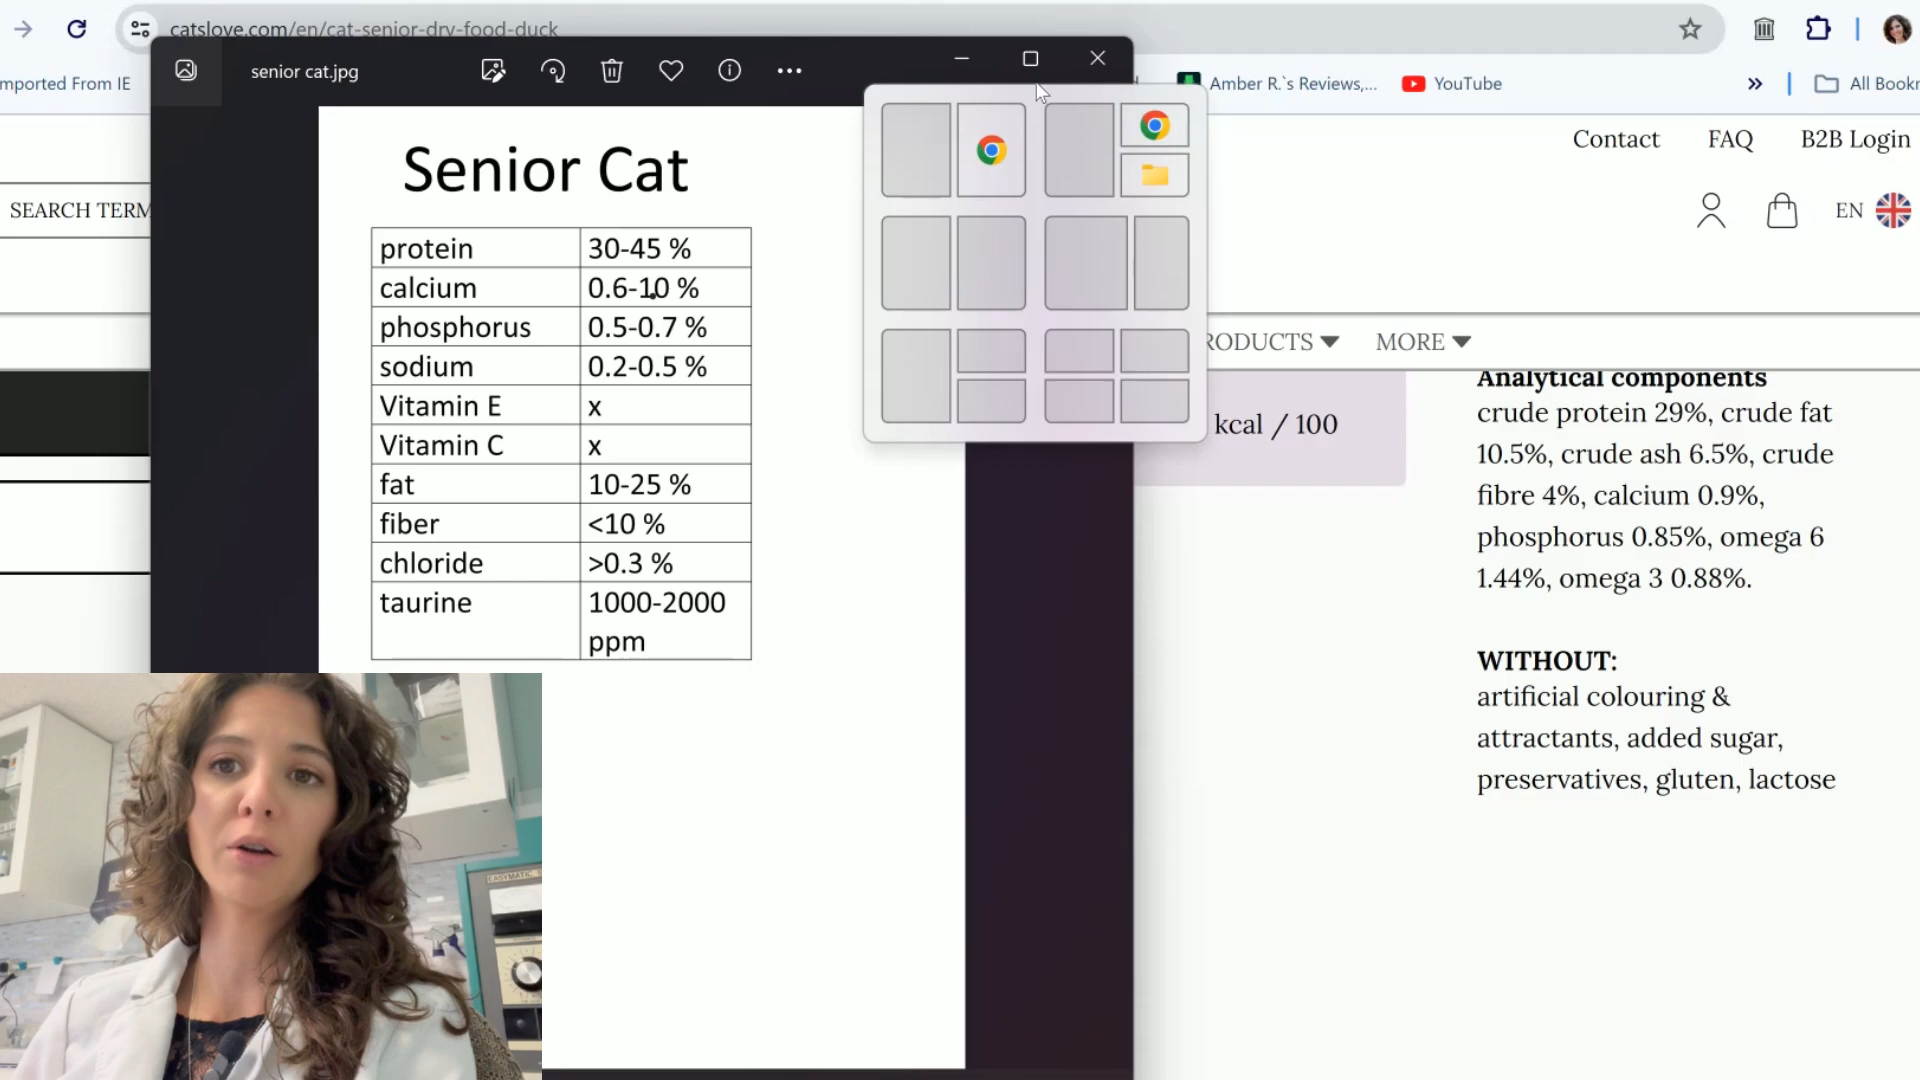 catslove.com/en/cat-senior-dry-food-duck
mported From IE
Amber R.`s Reviews,...
YouTube
»
All Bookr
senior cat.jpg
Contact
FAQ
B2B Login
SEARCH TERM
EN
RODUCTS
MORE
Senior Cat
protein 30-45 %
calcium 0.6-1.0 %
phosphorus 0.5-0.7 %
sodium 0.2-0.5 %
Vitamin E x
Vitamin C x
fat 10-25 %
fiber <10 %
chloride >0.3 %
taurine 1000-2000
ppm
kcal / 100
Analytical components
crude protein 29%, crude fat
10.5%, crude ash 6.5%, crude
fibre 4%, calcium 0.9%,
phosphorus 0.85%, omega 6
1.44%, omega 3 0.88%.
WITHOUT:
artificial colouring &
attractants, added sugar,
preservatives, gluten, lactose
EASYMATIC